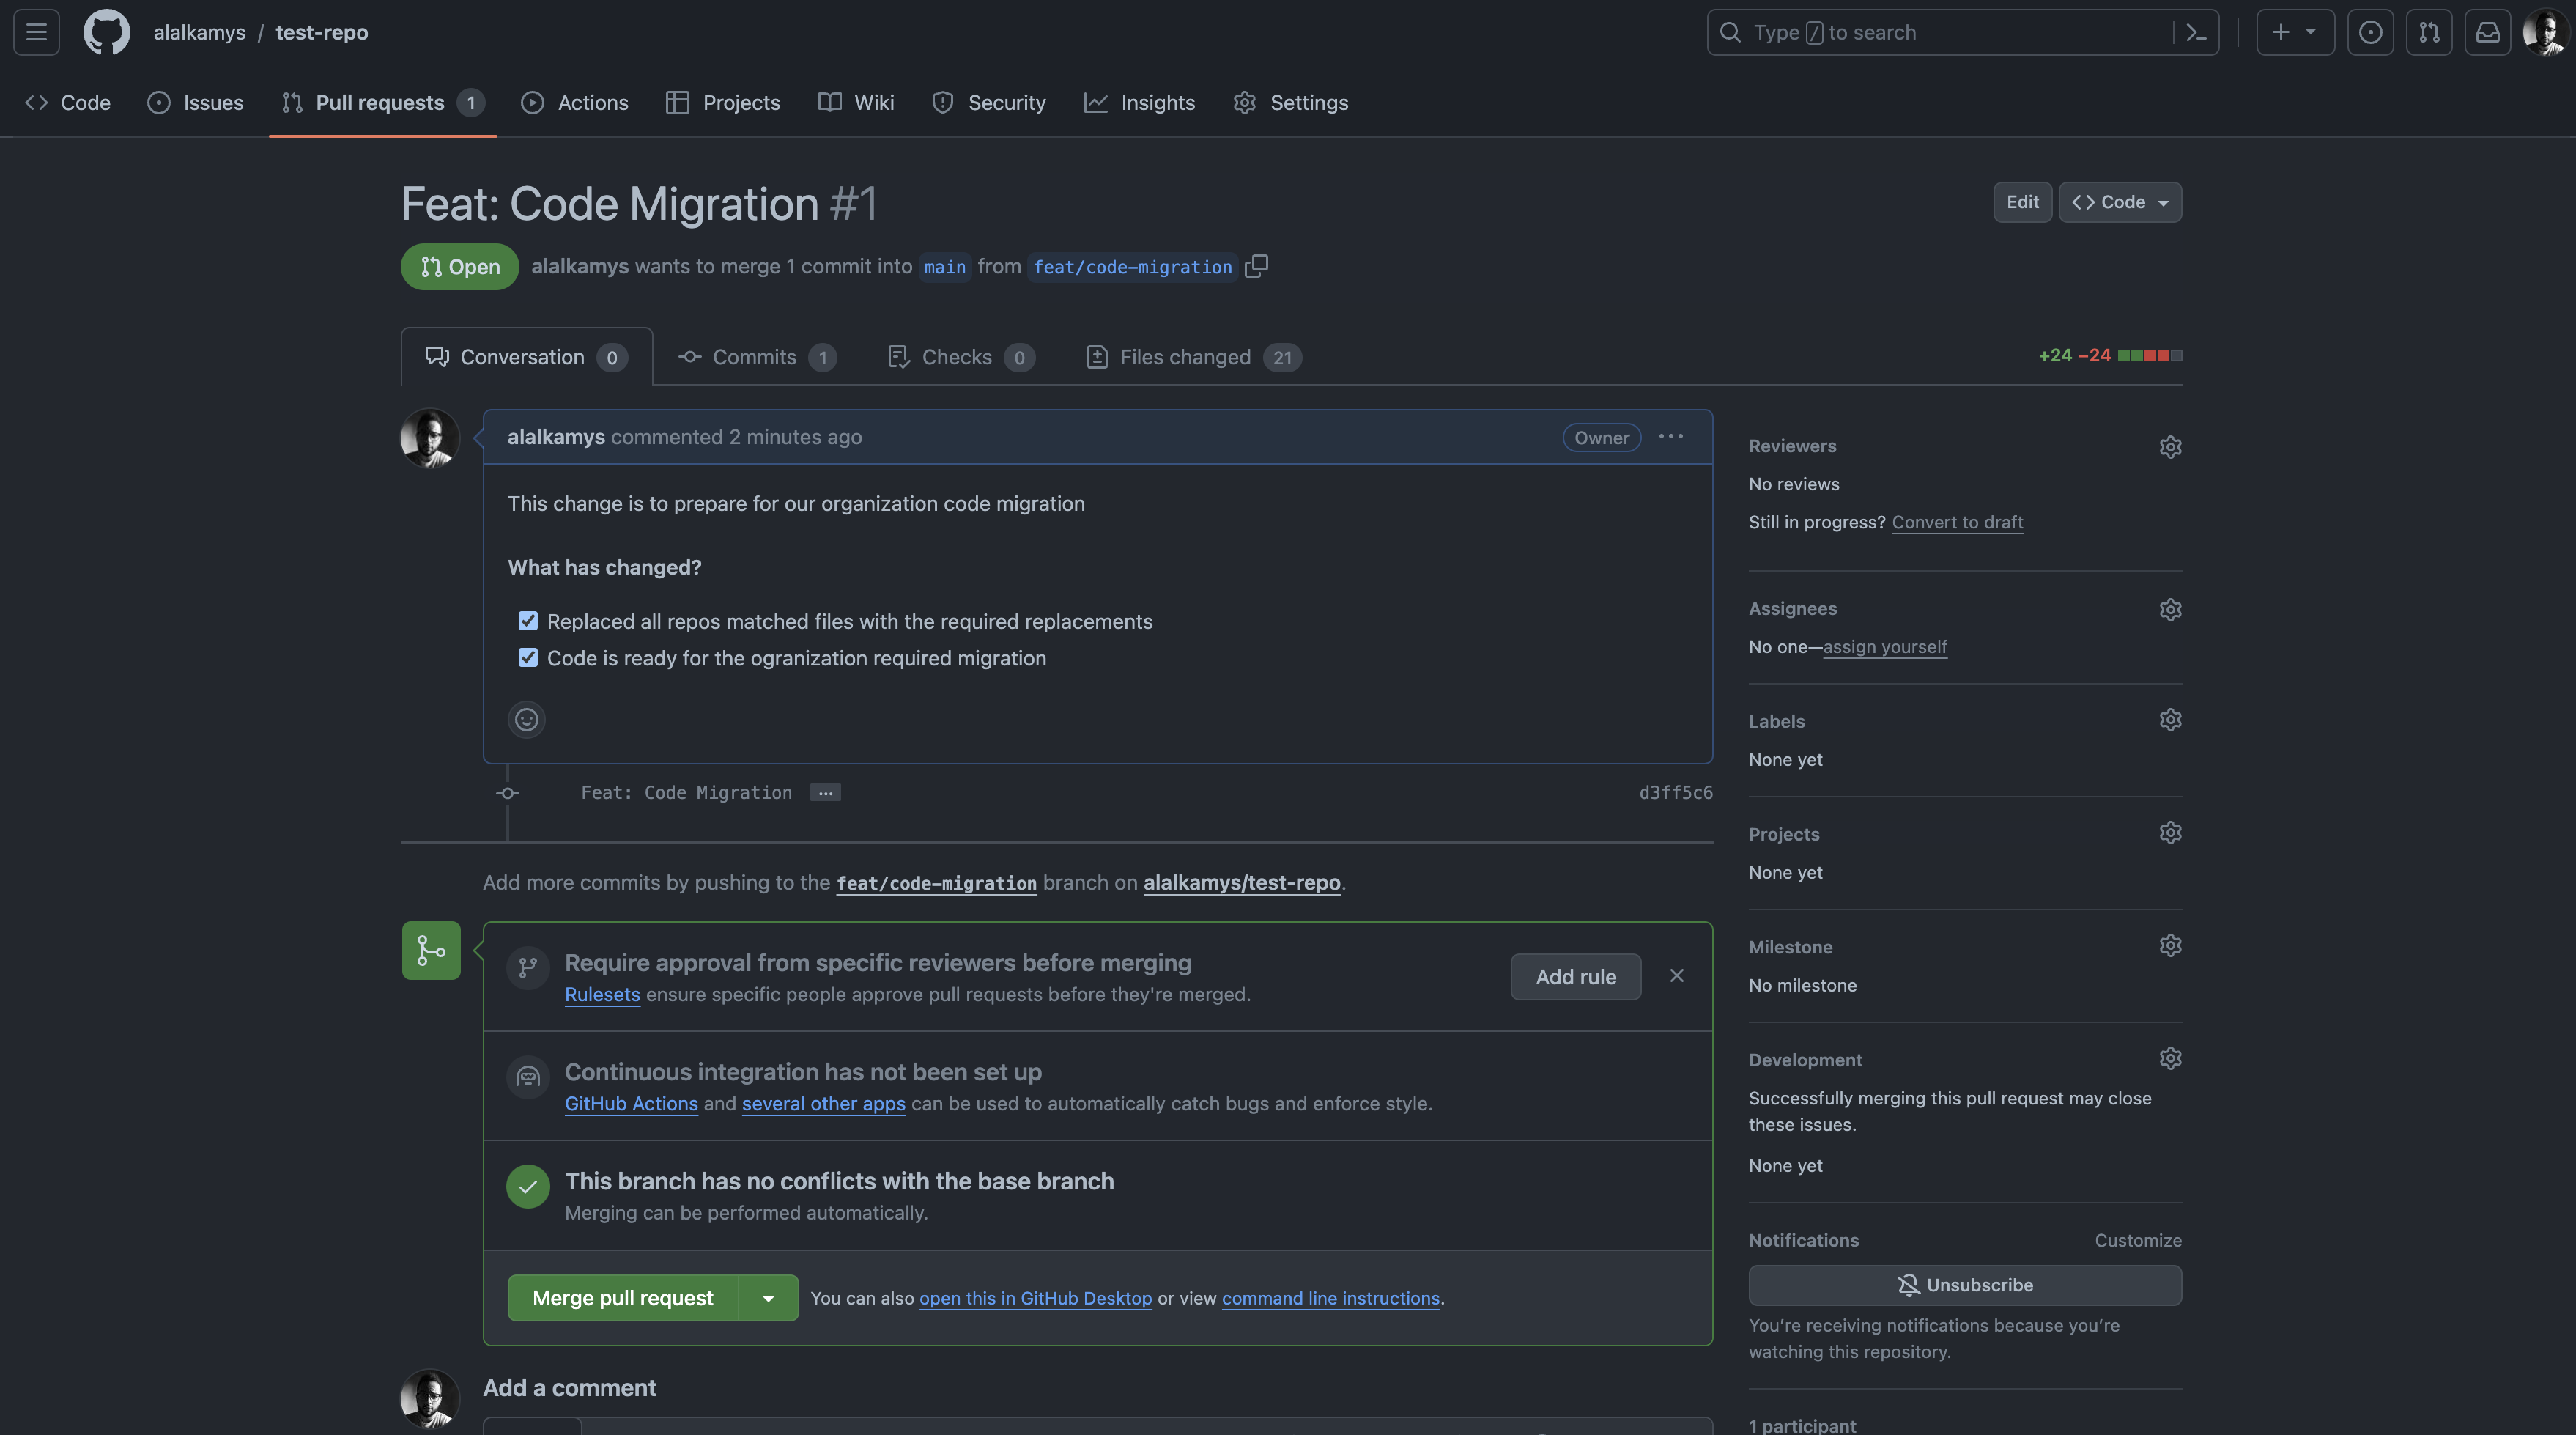 alalkamys / test-repo
Type / to search
Code Issues Pull requests 1 Actions Projects Wiki Security Insights Settings
Feat: Code Migration #1
Edit
Code
Open
alalkamys wants to merge 1 commit into main from feat/code-migration
Conversation 0 Commits 1 Checks 0 Files changed 21
+24 −24
alalkamys commented 2 minutes ago
Owner
This change is to prepare for our organization code migration
What has changed?
Replaced all repos matched files with the required replacements
Code is ready for the ogranization required migration
Feat: Code Migration ...
d3ff5c6
Add more commits by pushing to the feat/code-migration branch on alalkamys/test-repo.
Require approval from specific reviewers before merging
Rulesets ensure specific people approve pull requests before they're merged.
Add rule
Continuous integration has not been set up
GitHub Actions and several other apps can be used to automatically catch bugs and enforce style.
This branch has no conflicts with the base branch
Merging can be performed automatically.
Merge pull request
You can also open this in GitHub Desktop or view command line instructions.
Add a comment
Reviewers
No reviews
Still in progress? Convert to draft
Assignees
No one—assign yourself
Labels
None yet
Projects
None yet
Milestone
No milestone
Development
Successfully merging this pull request may close
these issues.
None yet
Notifications
Customize
Unsubscribe
You're receiving notifications because you're
watching this repository.
1 participant